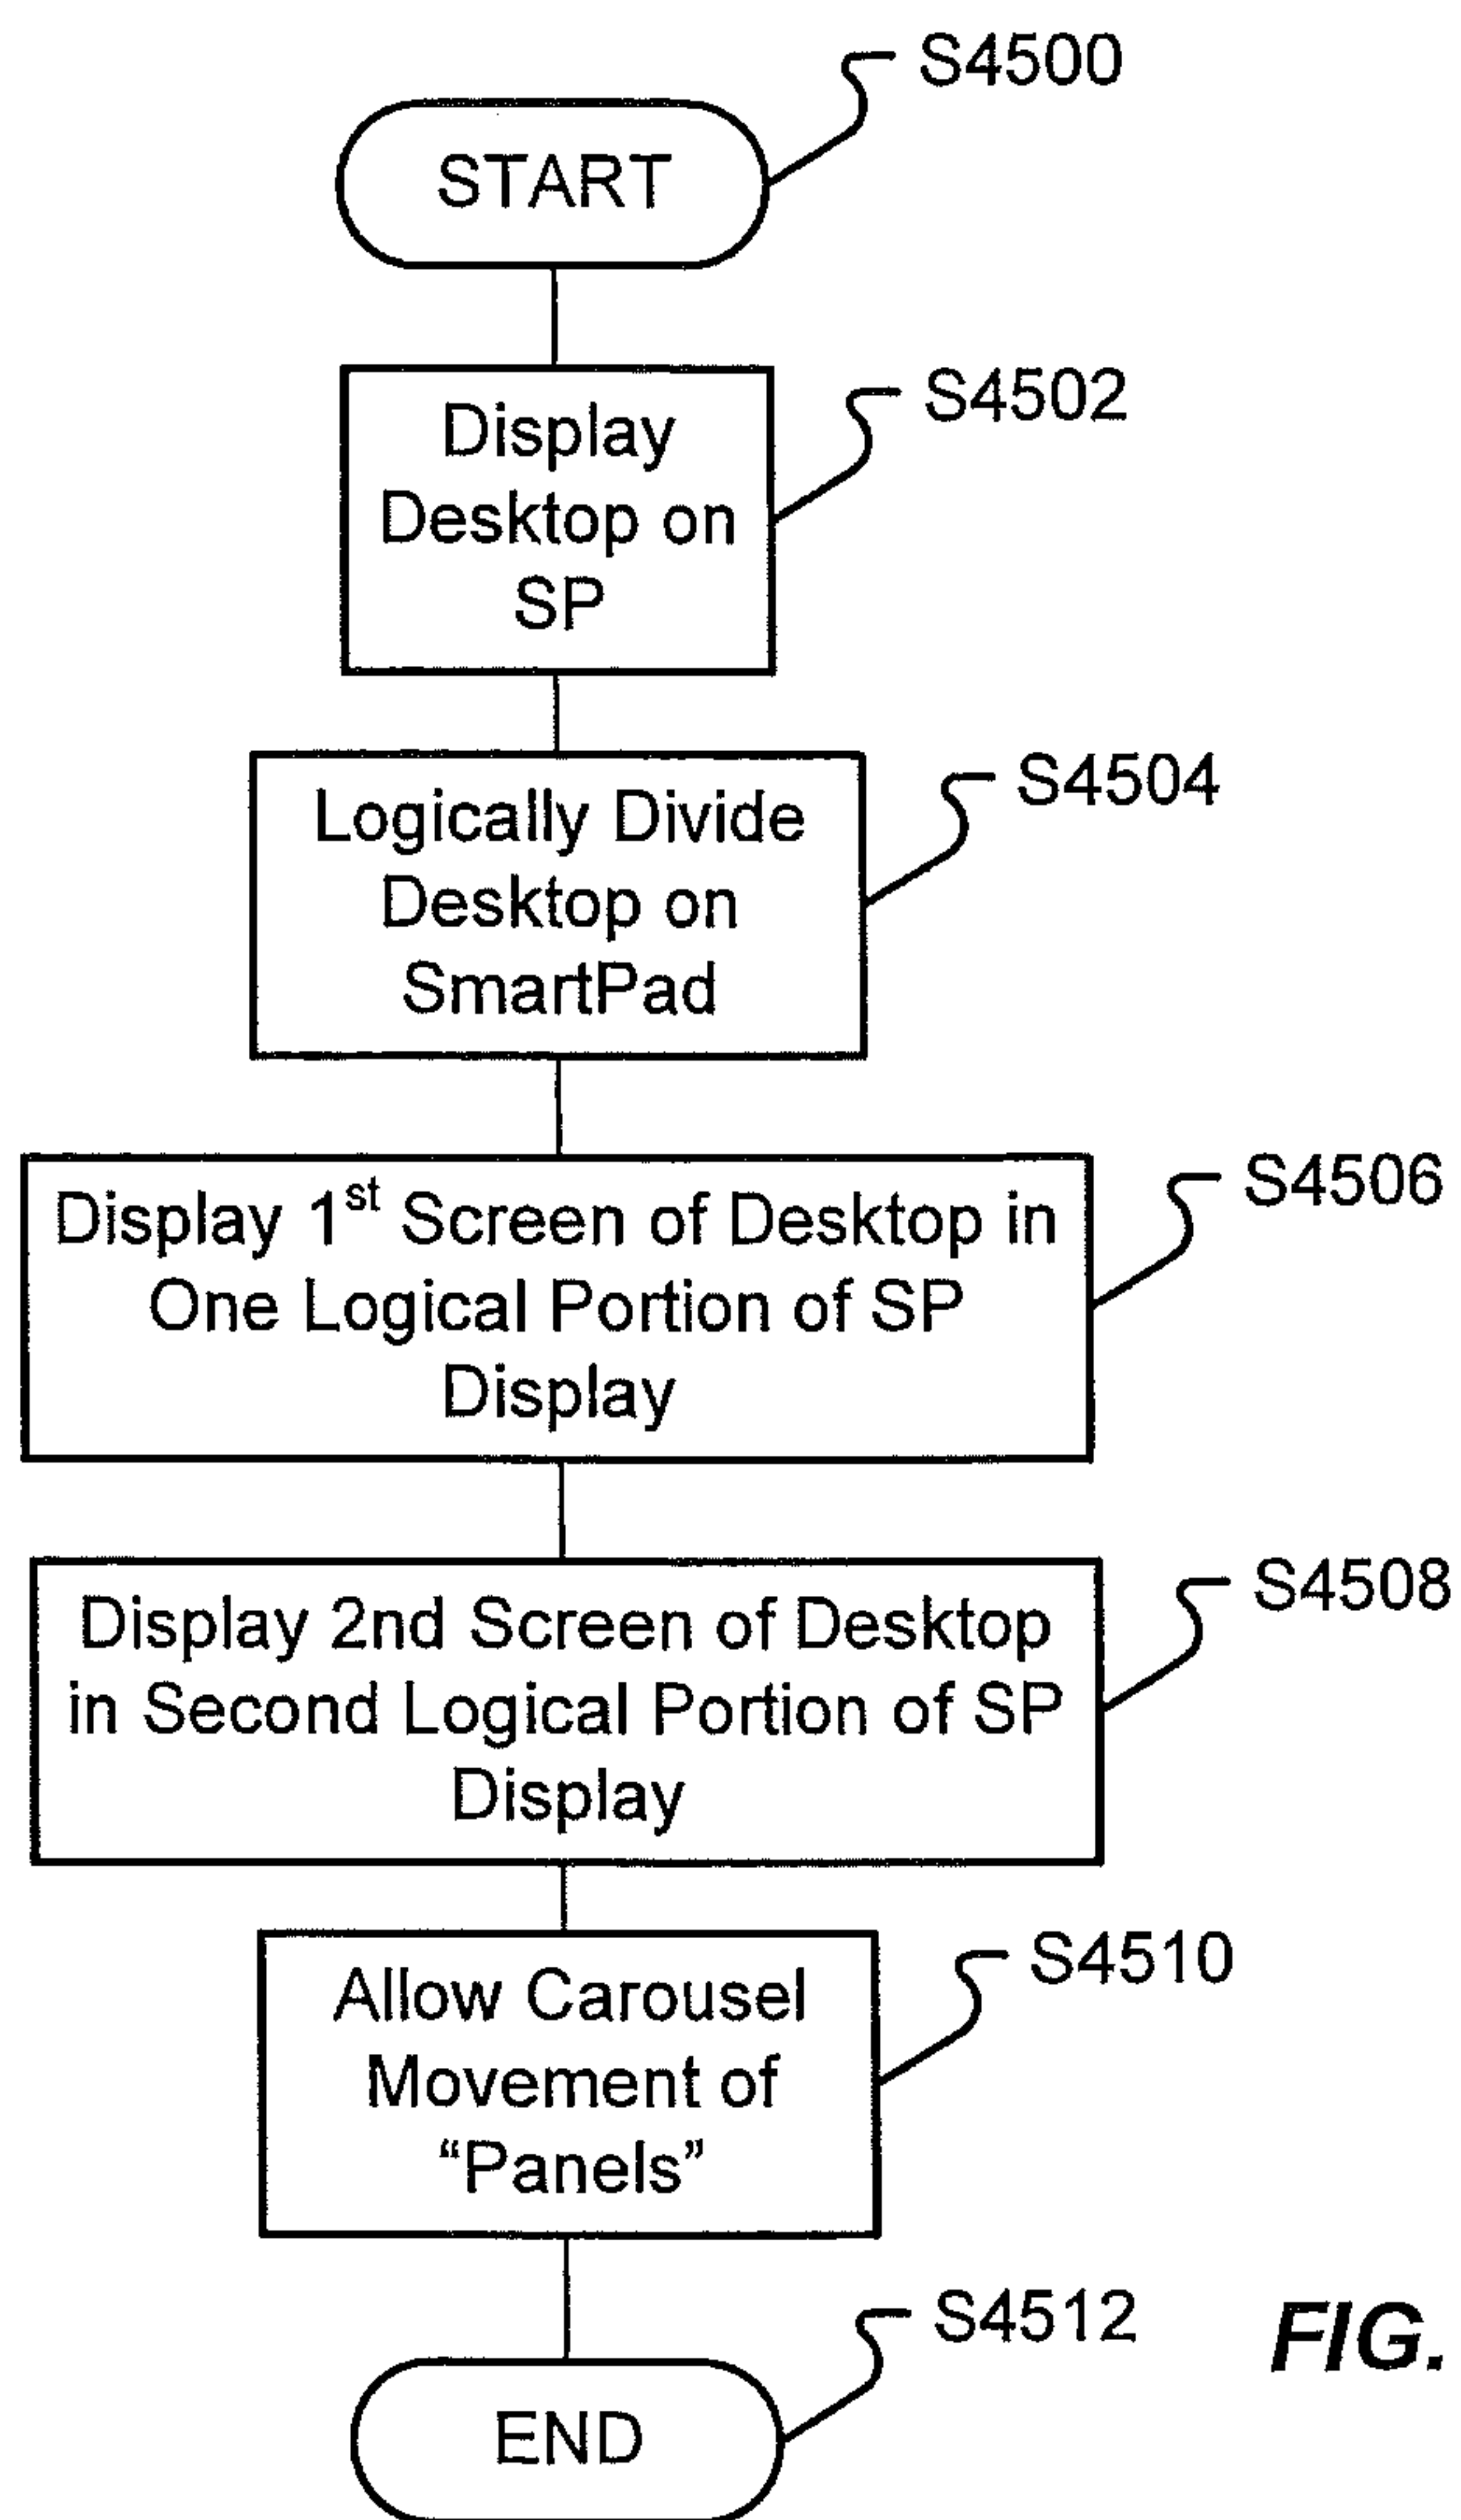 S4500
START
S4502
Display
Desktop on
SP
S4504
Logically Divide
Desktop on
SmartPad
S4506
Display 1st Screen of Desktop in
One Logical Portion of SP
Display
S4508
Display 2nd Screen of Desktop
in Second Logical Portion of SP
Display
S4510
Allow Carousel
Movement of
“Panels”
S4512
END
FIG.